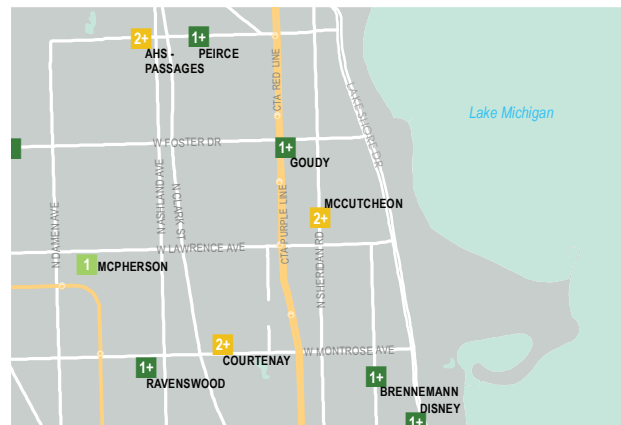 2+
1+
AHS -
PASSAGES
PEIRCE
CTA RED LINE
LAKE SHORE DR
Lake Michigan
W FOSTER DR
1+
GOUDY
N ASHLAND AVE
N CLARK ST
N DAMEN AVE
CTA PURPLE LINE
N SHERIDAN RD
MCCUTCHEON
2+
W LAWRENCE AVE
1
MCPHERSON
2+
COURTENAY
W MONTROSE AVE
1+
RAVENSWOOD
1+
BRENNEMANN
1+
DISNEY